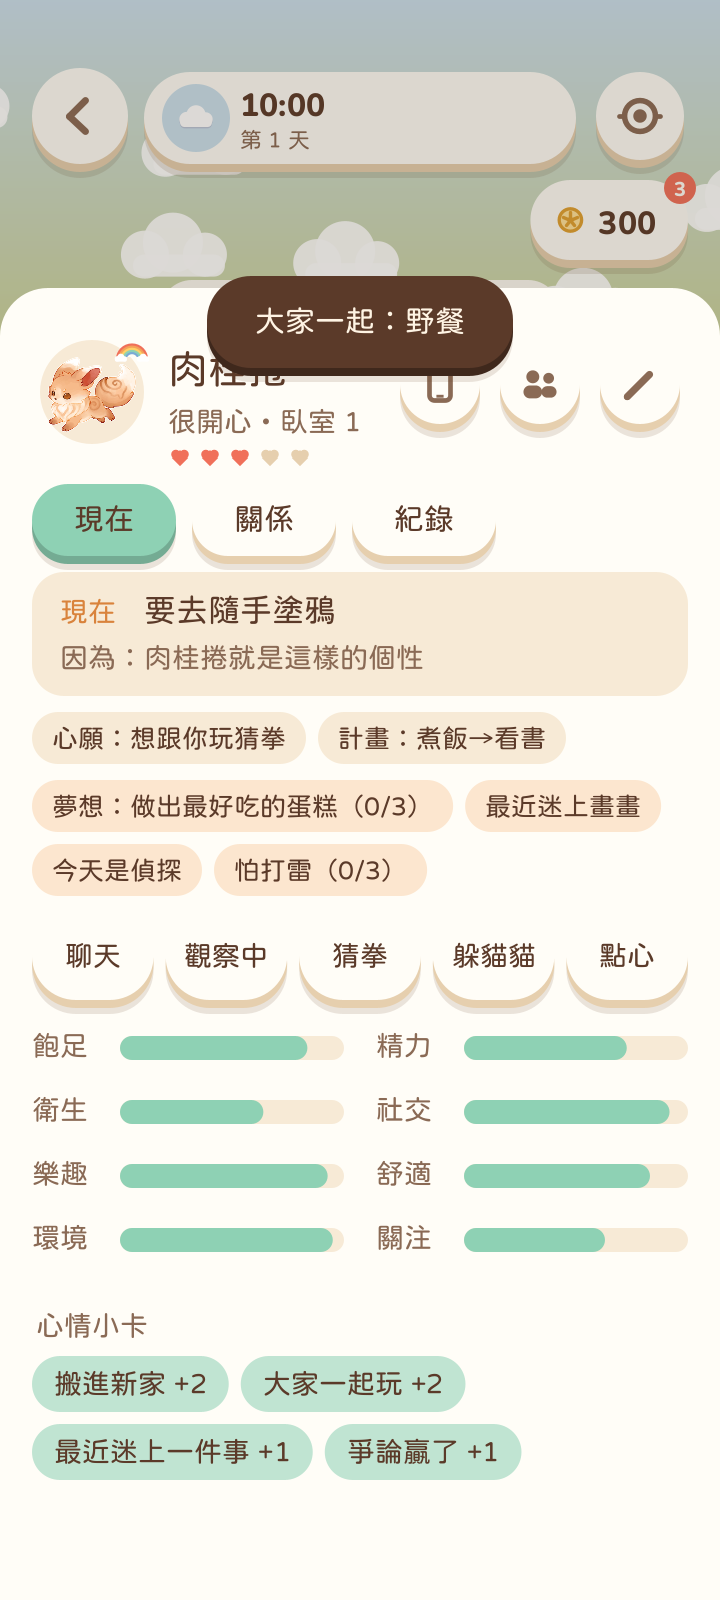 10:00
第 1 天
3
300
大家一起：野餐
肉桂捲
很開心・臥室 1
現在
關係
紀錄
現在 要去隨手塗鴉
因為：肉桂捲就是這樣的個性
心願：想跟你玩猜拳
計畫：煮飯→看書
夢想：做出最好吃的蛋糕（0/3）
最近迷上畫畫
今天是偵探
怕打雷（0/3）
聊天
觀察中
猜拳
躲貓貓
點心
飽足
精力
衛生
社交
樂趣
舒適
環境
關注
心情小卡
搬進新家 +2
大家一起玩 +2
最近迷上一件事 +1
爭論贏了 +1